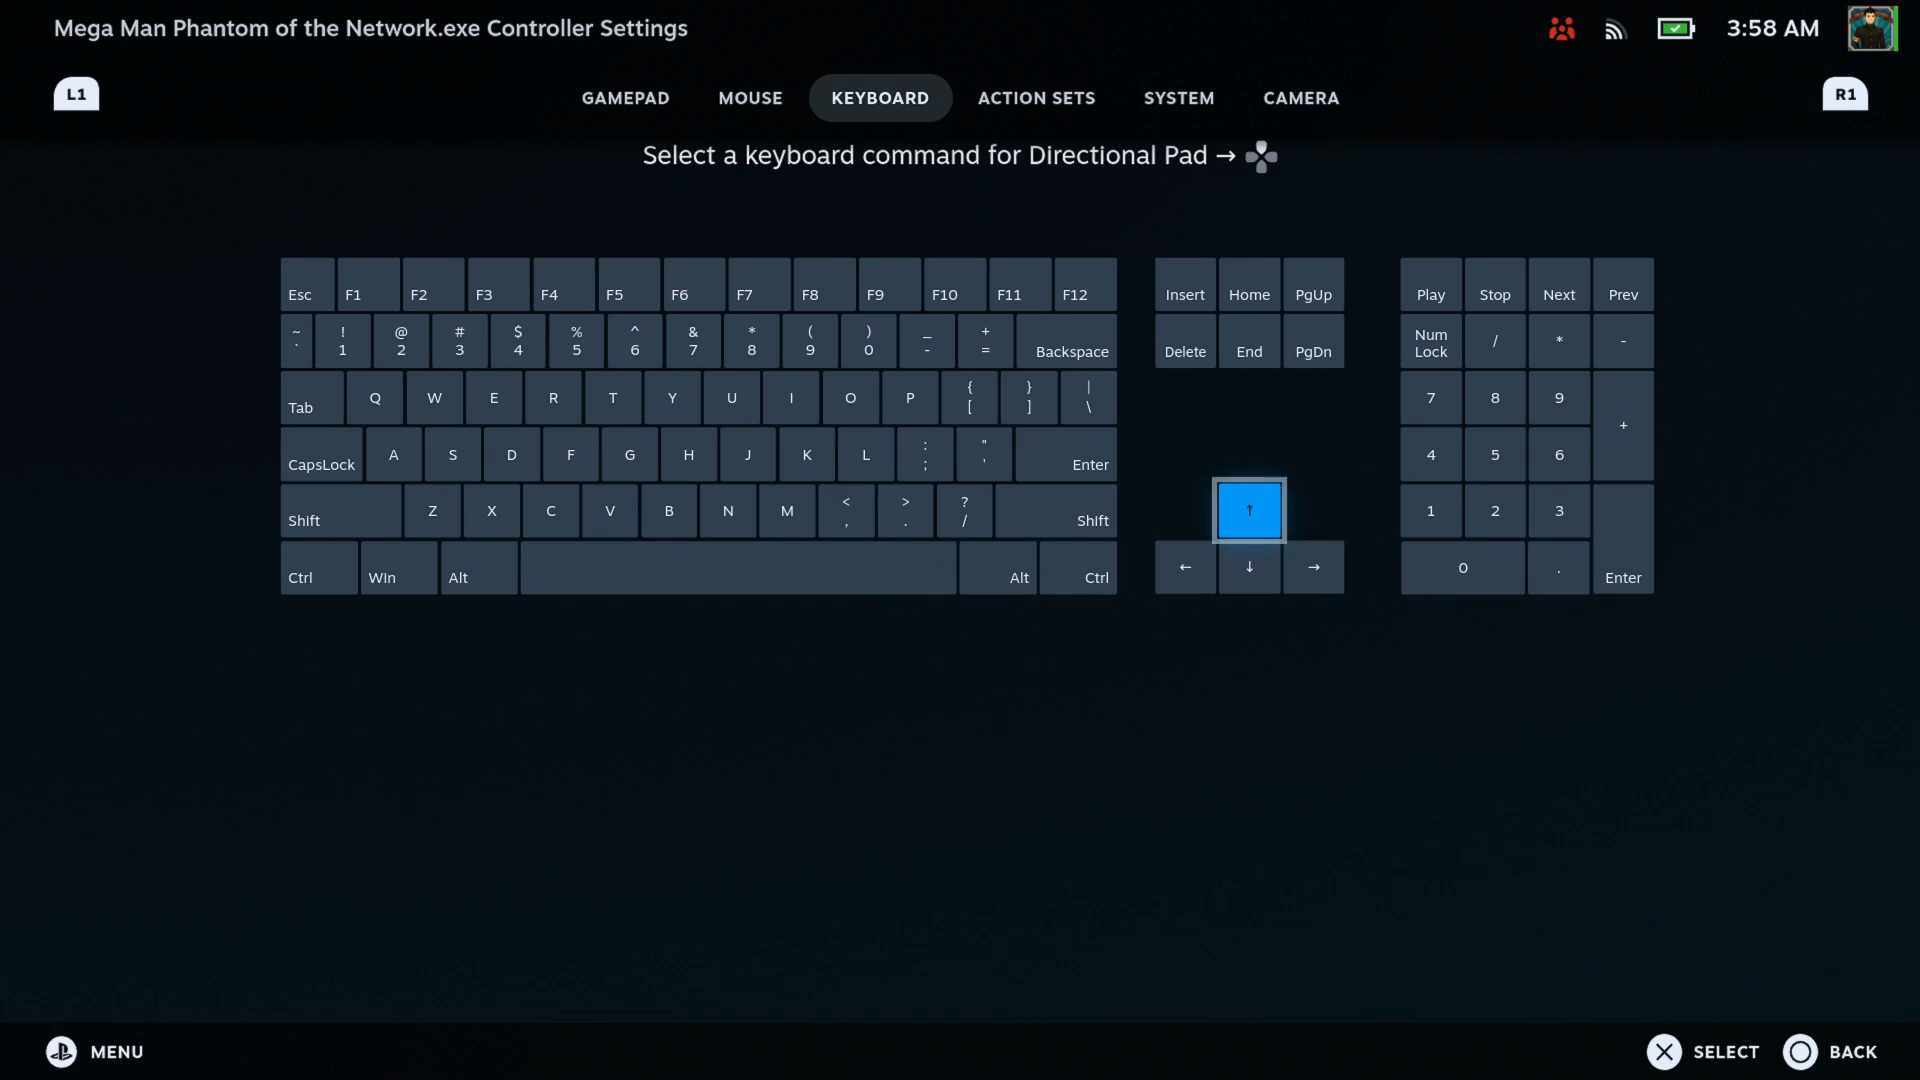 Mega Man Phantom of the Network.exe Controller Settings
3:58 AM
L1
GAMEPAD MOUSE KEYBOARD ACTION SETS SYSTEM CAMERA
R1
Select a keyboard command for Directional Pad →
Esc F1 F2 F3 F4 F5 F6 F7 F8 F9 F10 F11 F12 Insert Home PgUp Play Stop Next Prev
~ ! @ # $ % ^ & * ( ) _ +
` 1 2 3 4 5 6 7 8 9 0 - = Backspace Delete End PgDn Num Lock / * -
Tab Q W E R T Y U I O P { [ } ] | \ 7 8 9 +
CapsLock A S D F G H J K L : ; " ' Enter 4 5 6
Shift Z X C V B N M < , > . ? / Shift ↑ 1 2 3
Ctrl Win Alt Alt Ctrl ← ↓ → 0 . Enter
MENU
SELECT BACK